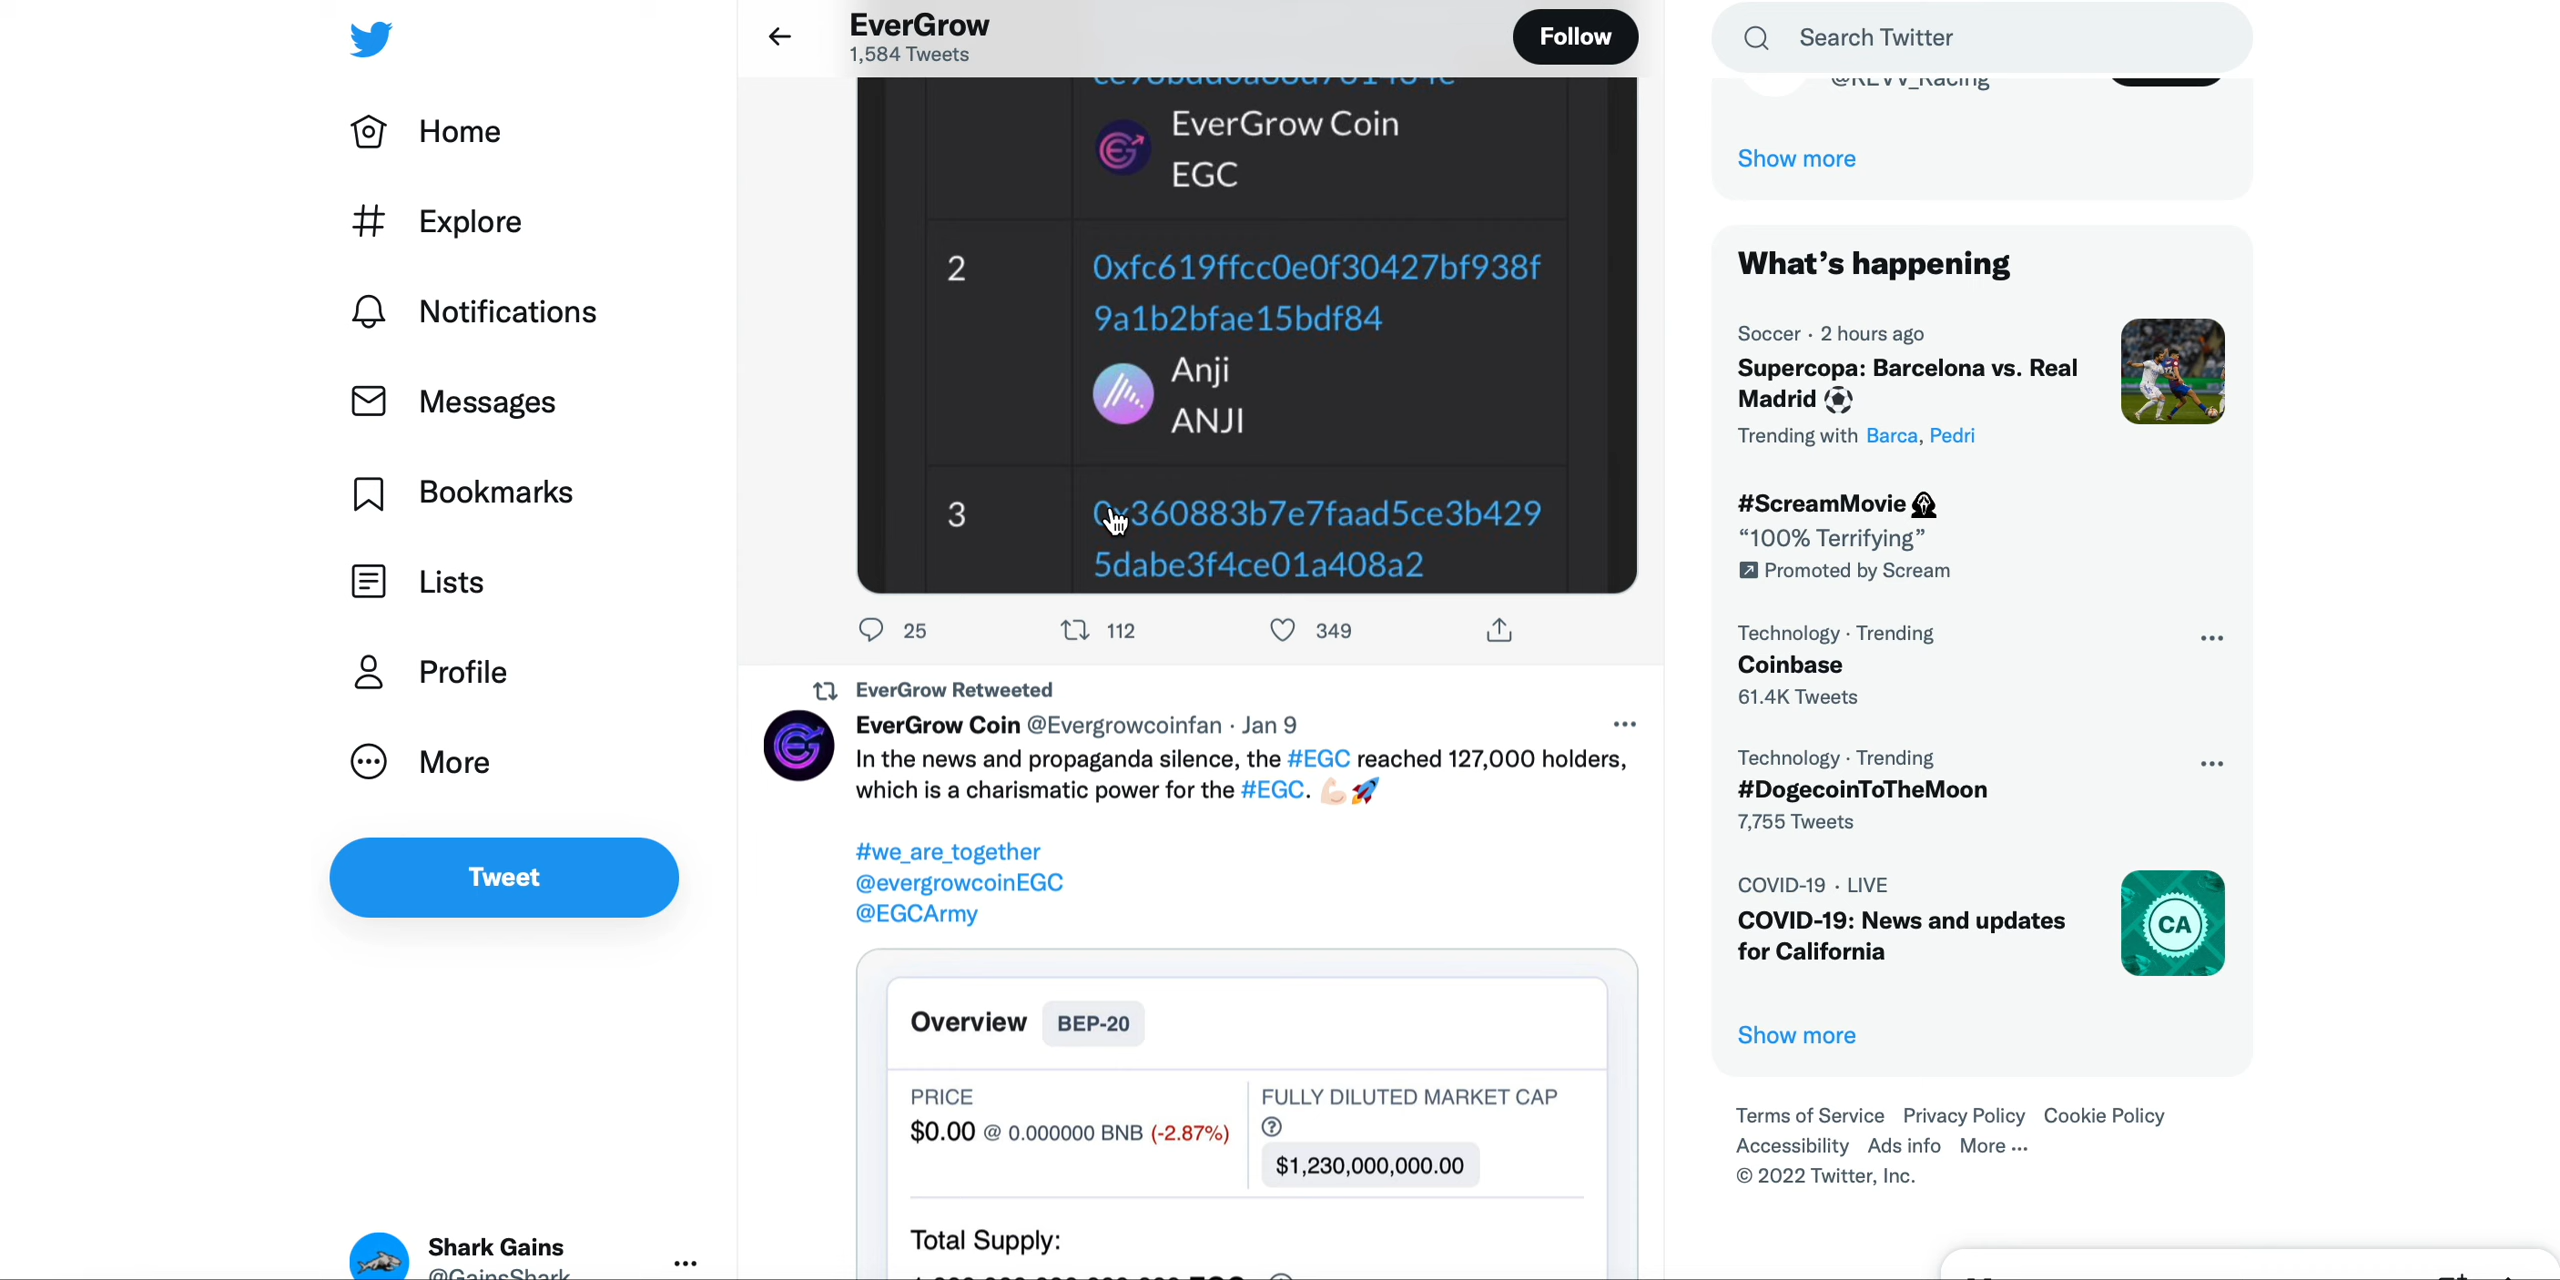 Home
Explore
Notifications
Messages
Bookmarks
Lists
Profile
More
Tweet
Shark Gains
@GainsShark
EverGrow
1,584 Tweets
Follow
EverGrow Coin
EGC
2
0xfc619ffcc0e0f30427bf938f
9a1b2bfae15bdf84
Anji
ANJI
3
0x360883b7e7faad5ce3b429
5dabe3f4ce01a408a2
25
112
349
EverGrow Retweeted
EverGrow Coin @Evergrowcoinfan · Jan 9
In the news and propaganda silence, the #EGC reached 127,000 holders,
which is a charismatic power for the #EGC. 💪🏻🚀
#we_are_together
@evergrowcoinEGC
@EGCArmy
Overview BEP-20
PRICE
$0.00 @ 0.000000 BNB (-2.87%)
FULLY DILUTED MARKET CAP
$1,230,000,000.00
Total Supply:
Search Twitter
@REVV_Racing
Show more
What's happening
Soccer · 2 hours ago
Supercopa: Barcelona vs. Real
Madrid ⚽
Trending with Barca, Pedri
#ScreamMovie
“100% Terrifying”
Promoted by Scream
Technology · Trending
Coinbase
61.4K Tweets
Technology · Trending
#DogecoinToTheMoon
7,755 Tweets
COVID-19 · LIVE
COVID-19: News and updates
for California
CA
Show more
Terms of Service Privacy Policy Cookie Policy
Accessibility Ads info More ···
© 2022 Twitter, Inc.